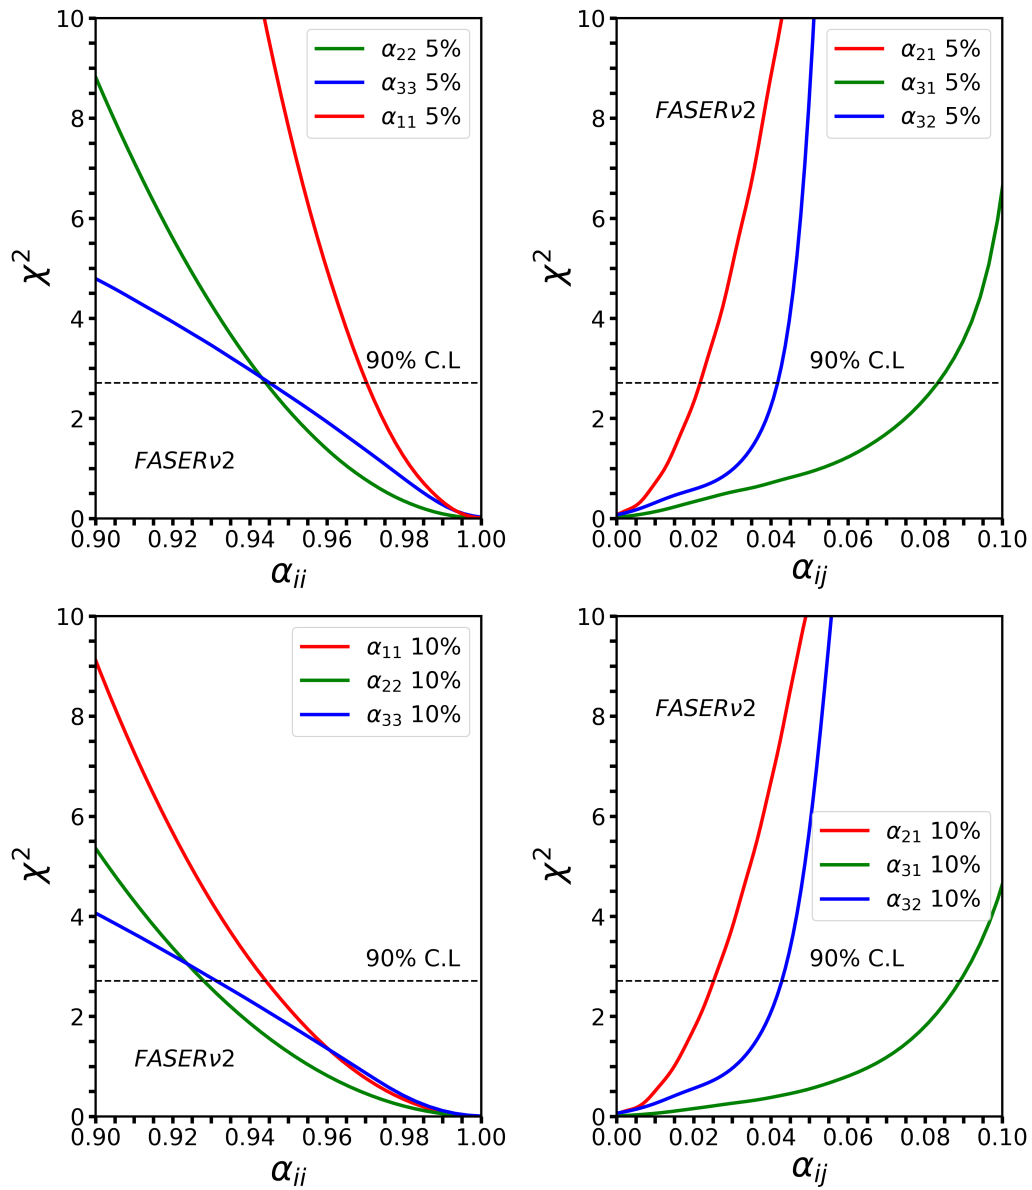 10
8
6
4
2
0
χ²
α₂₂ 5%
α₃₃ 5%
α₁₁ 5%
90% C.L
FASERν2
0.90 0.92 0.94 0.96 0.98 1.00
αᵢᵢ
10
8
6
4
2
0
χ²
α₂₁ 5%
α₃₁ 5%
α₃₂ 5%
FASERν2
90% C.L
0.00 0.02 0.04 0.06 0.08 0.10
αᵢⱼ
10
8
6
4
2
0
χ²
α₁₁ 10%
α₂₂ 10%
α₃₃ 10%
90% C.L
FASERν2
0.90 0.92 0.94 0.96 0.98 1.00
αᵢᵢ
10
8
6
4
2
0
χ²
FASERν2
α₂₁ 10%
α₃₁ 10%
α₃₂ 10%
90% C.L
0.00 0.02 0.04 0.06 0.08 0.10
αᵢⱼ